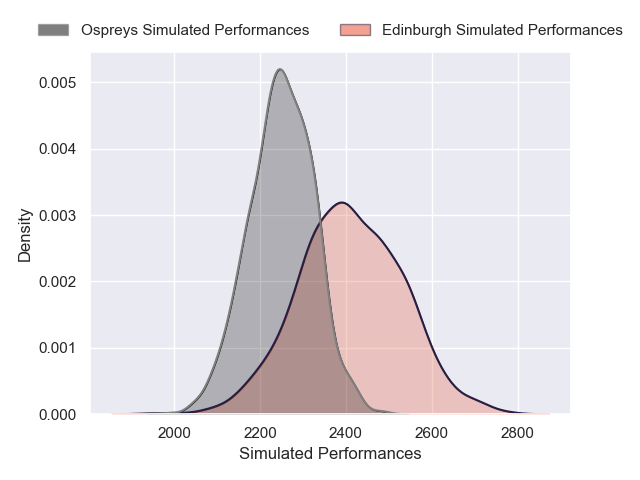 Ospreys Simulated Performances
Edinburgh Simulated Performances
0.005
0.004
0.003
0.002
0.001
0.000
Density
2000 2200 2400 2600 2800
Simulated Performances